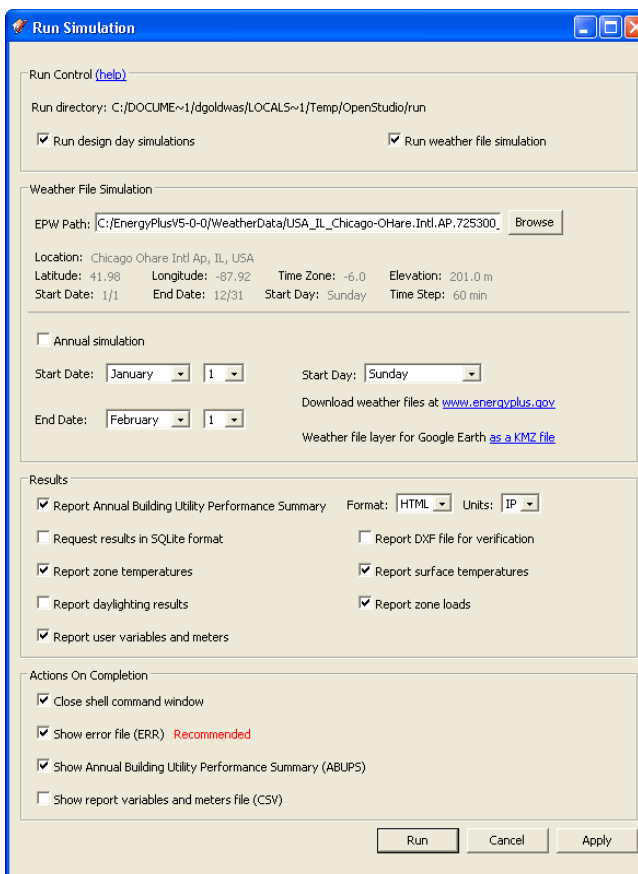 Run Simulation
Run Control (help)
Run directory: C:/DOCUME~1/dgoldwas/LOCALS~1/Temp/OpenStudio/run
Run design day simulations Run weather file simulation
Weather File Simulation
EPW Path: C:/EnergyPlusV5-0-0/WeatherData/USA_IL_Chicago-OHare.Intl.AP.725300_ Browse
Location: Chicago Ohare Intl Ap, IL, USA
Latitude: 41.98 Longitude: -87.92 Time Zone: -6.0 Elevation: 201.0 m
Start Date: 1/1 End Date: 12/31 Start Day: Sunday Time Step: 60 min
Annual simulation
Start Date: January 1 Start Day: Sunday
Download weather files at www.energyplus.gov
End Date: February 1
Weather file layer for Google Earth as a KMZ file
Results
Report Annual Building Utility Performance Summary Format: HTML Units: IP
Request results in SQLite format Report DXF file for verification
Report zone temperatures Report surface temperatures
Report daylighting results Report zone loads
Report user variables and meters
Actions On Completion
Close shell command window
Show error file (ERR) Recommended
Show Annual Building Utility Performance Summary (ABUPS)
Show report variables and meters file (CSV)
Run Cancel Apply